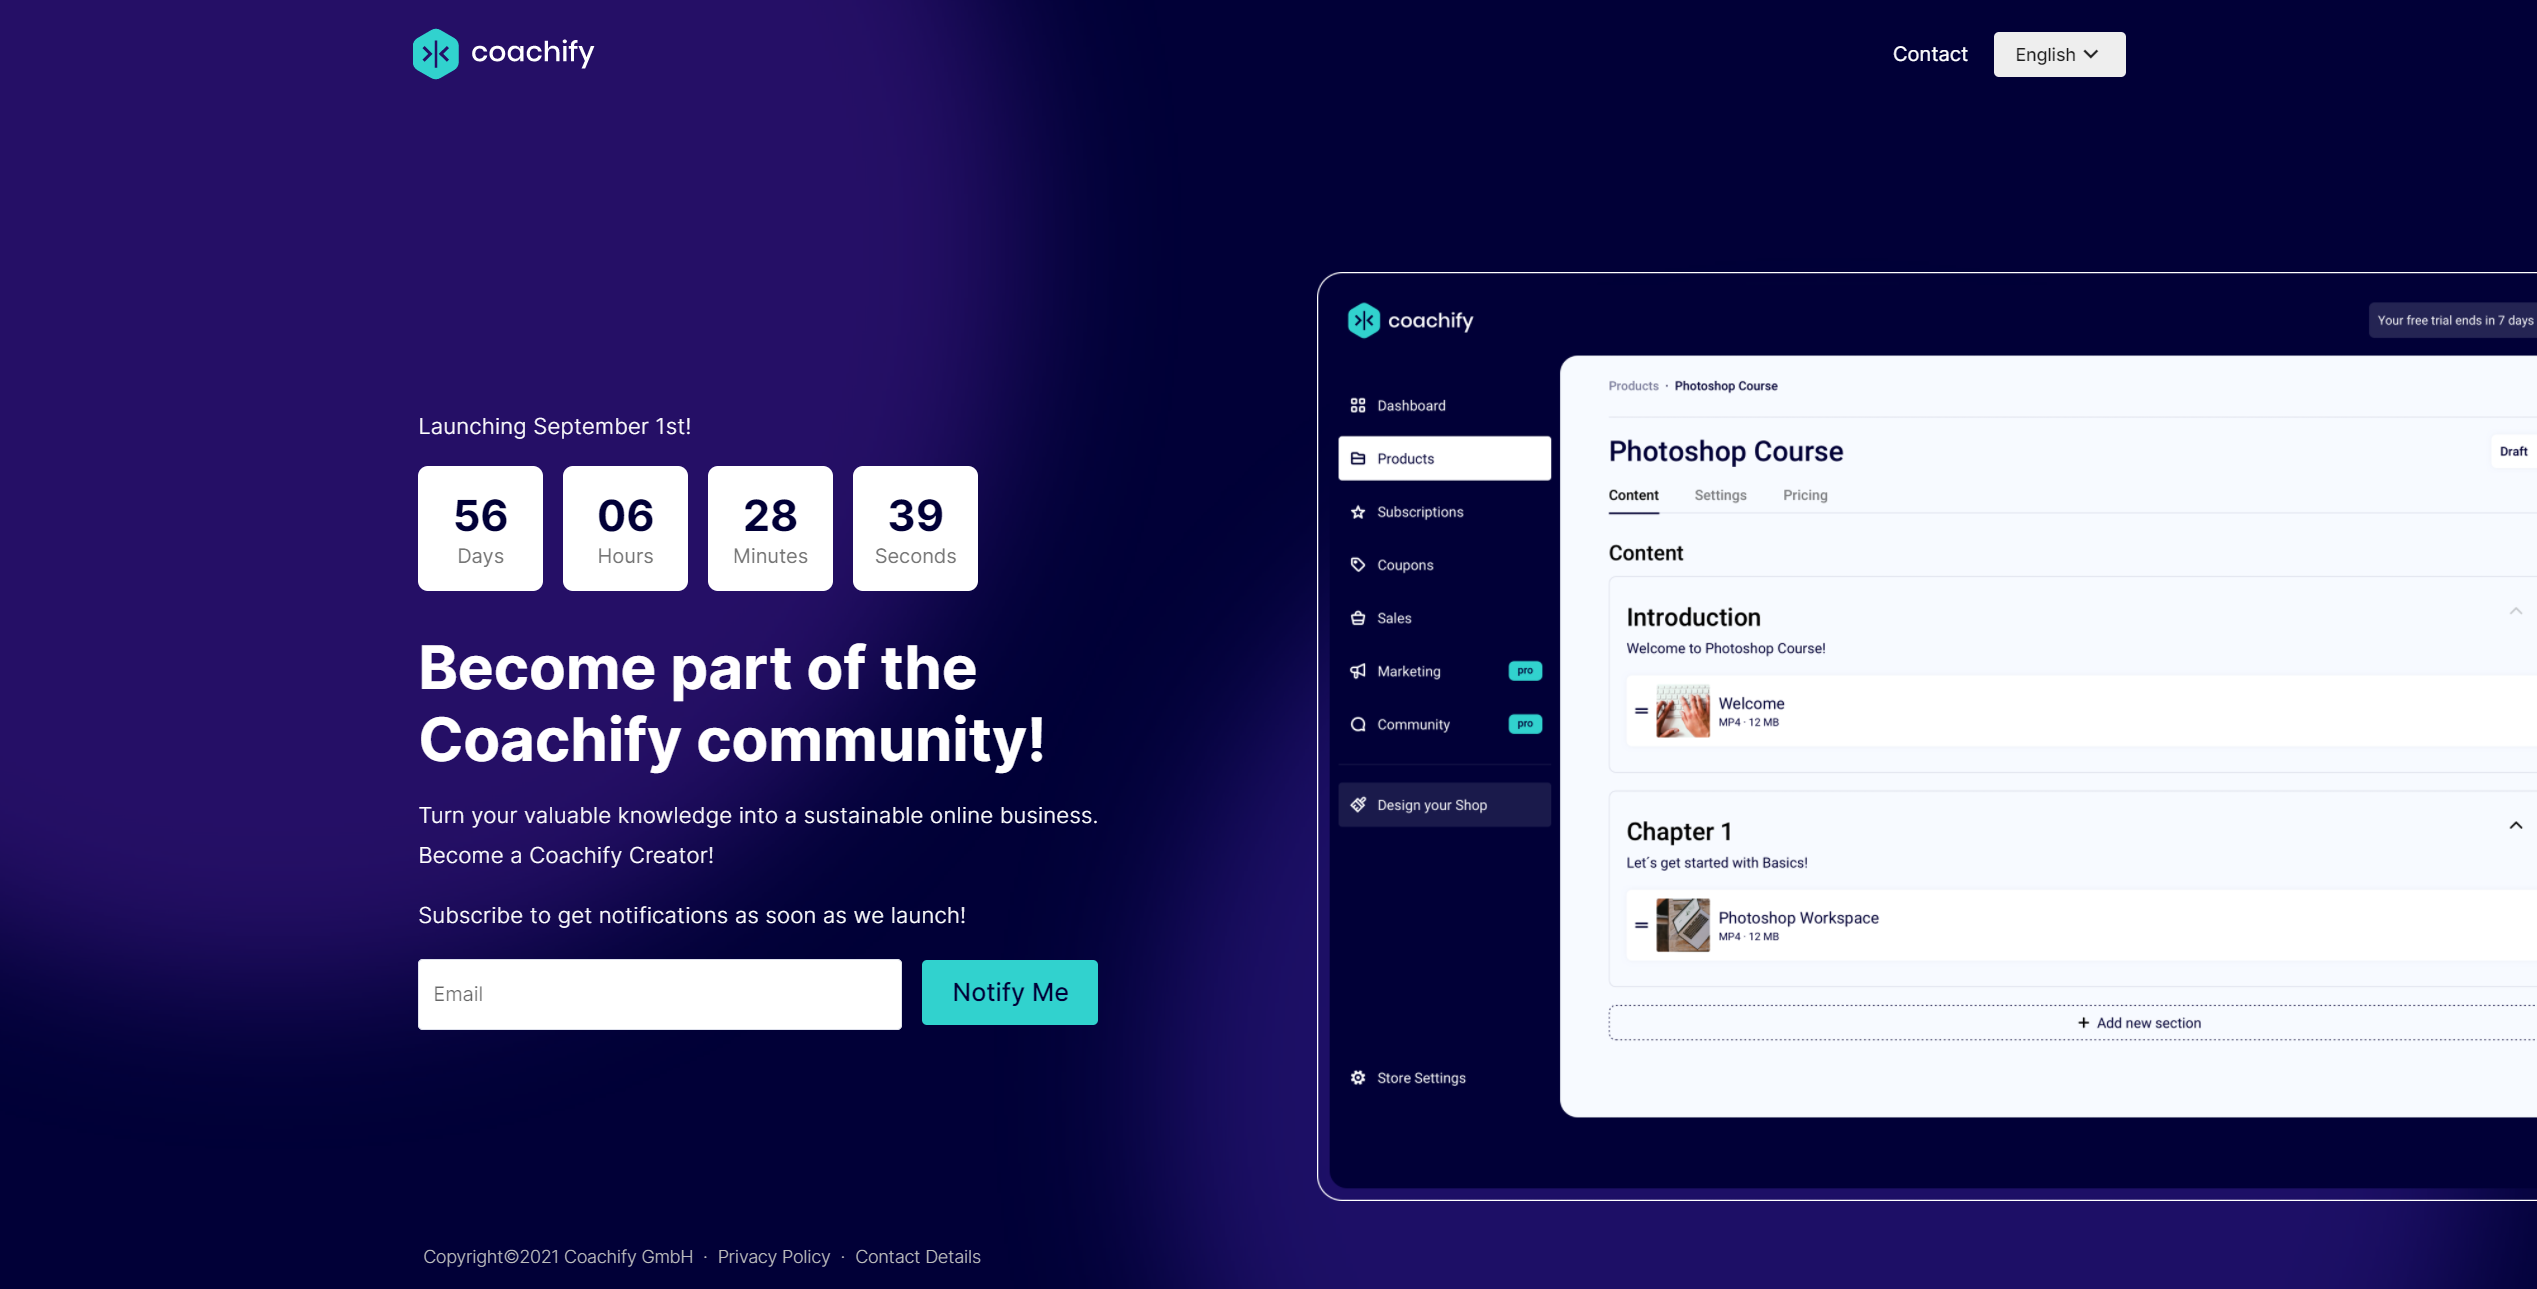 coachify
Contact
English
Launching September 1st!
56
Days
06
Hours
28
Minutes
39
Seconds
Become part of the
Coachify community!
Turn your valuable knowledge into a sustainable online business.
Become a Coachify Creator!
Subscribe to get notifications as soon as we launch!
Email
Notify Me
coachify
Your free trial ends in 7 days
Dashboard
Products
Subscriptions
Coupons
Sales
Marketing pro
Community pro
Design your Shop
Store Settings
Products · Photoshop Course
Photoshop Course
Draft
Content Settings Pricing
Content
Introduction
Welcome to Photoshop Course!
Welcome
MP4 · 12 MB
Chapter 1
Let´s get started with Basics!
Photoshop Workspace
MP4 · 12 MB
+ Add new section
Copyright©2021 Coachify GmbH · Privacy Policy · Contact Details